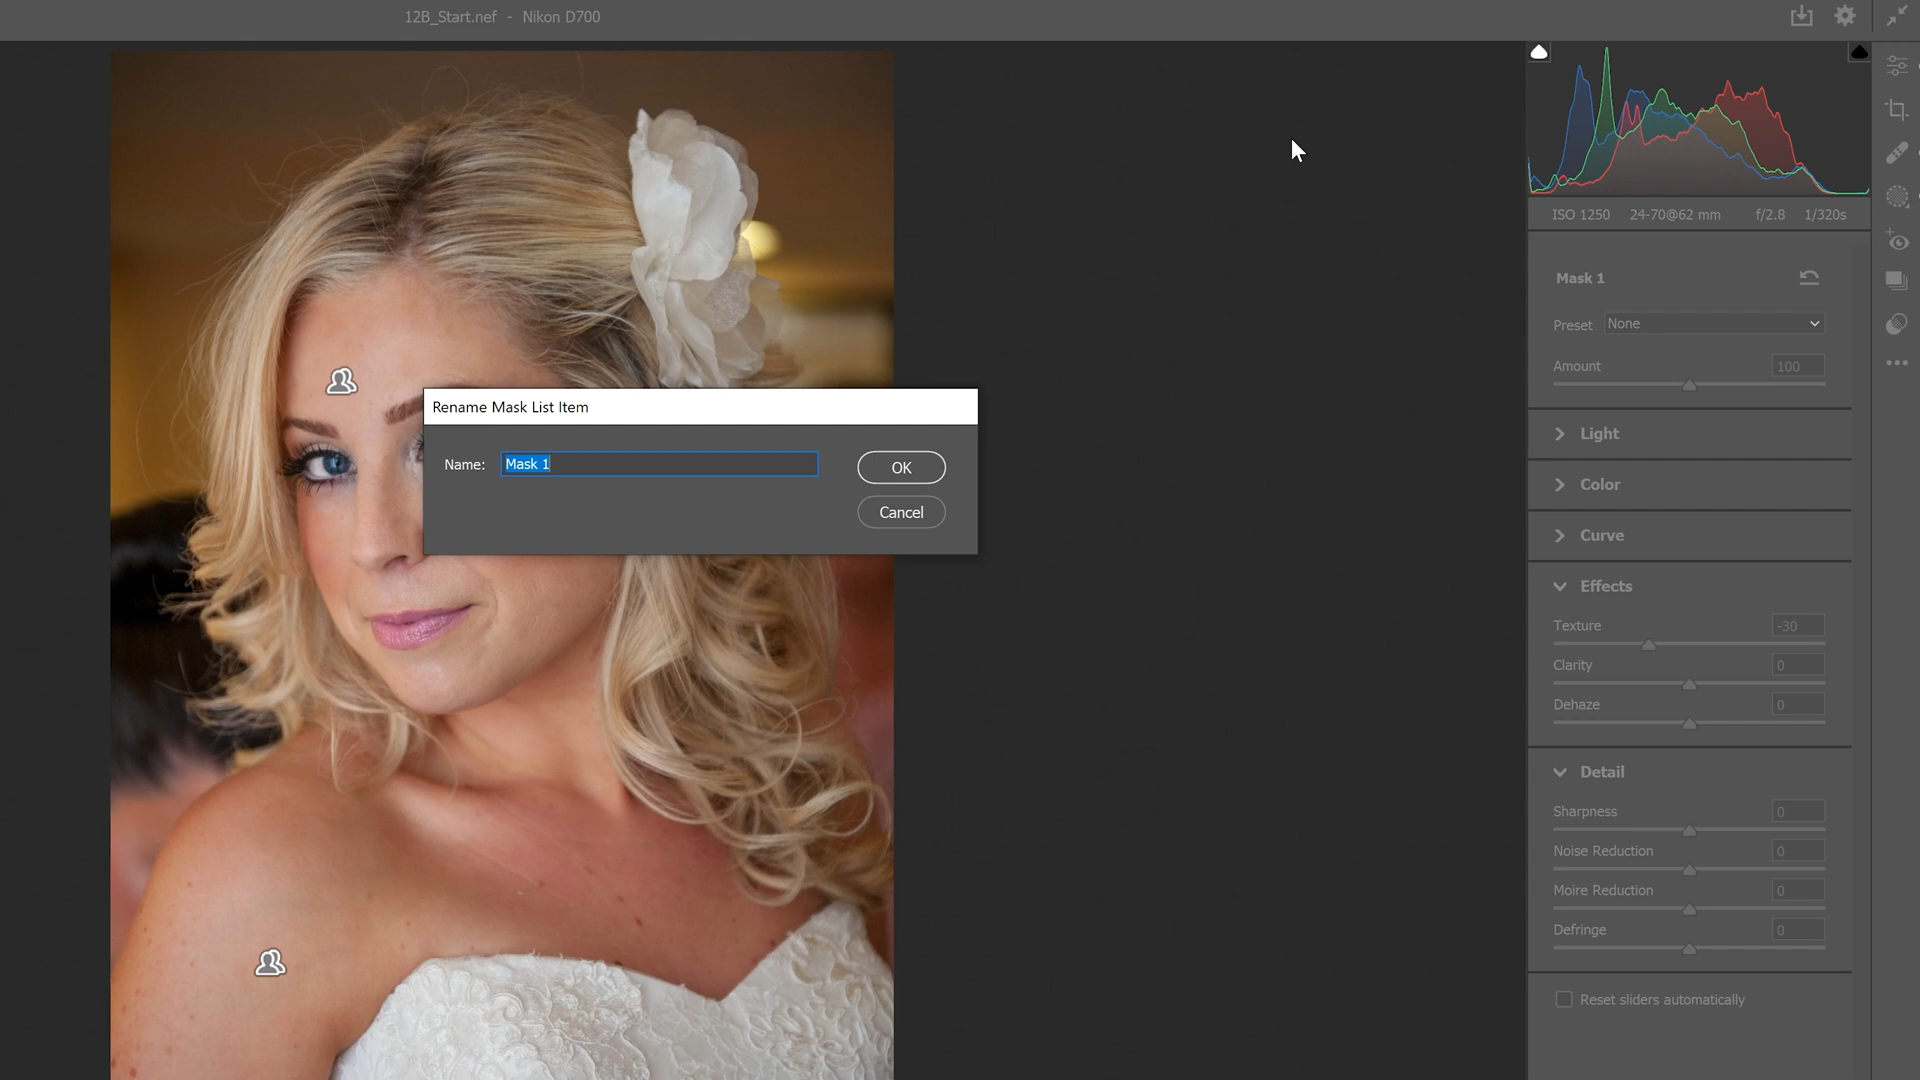 12B_Start.nef - Nikon D700
ISO 1250 24-70@62 mm f/2.8 1/320s
Mask 1
Preset None
Amount 100
Rename Mask List Item
Name: Mask 1
OK
Cancel
Light
Color
Curve
Effects
Texture -30
Clarity 0
Dehaze 0
Detail
Sharpness 0
Noise Reduction 0
Moire Reduction 0
Defringe 0
Reset sliders automatically